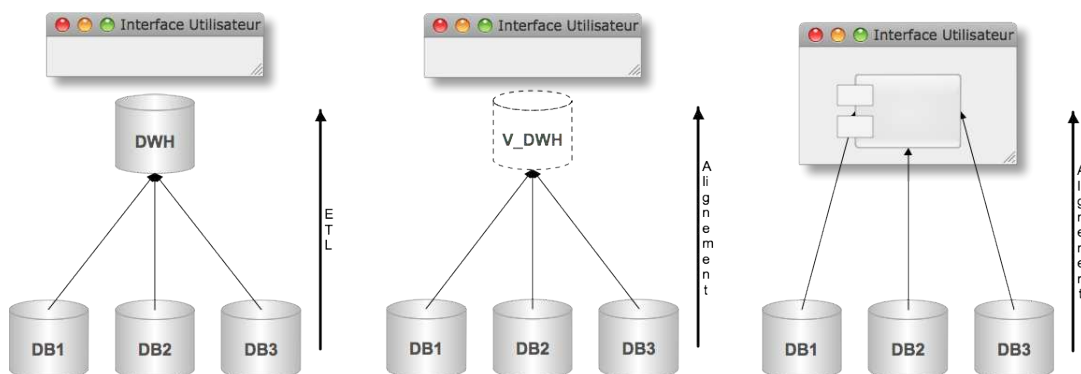 Interface Utilisateur
DWH
ETL
DB1 DB2 DB3
Interface Utilisateur
V_DWH
Alignement
DB1 DB2 DB3
Interface Utilisateur
Alignement
DB1 DB2 DB3